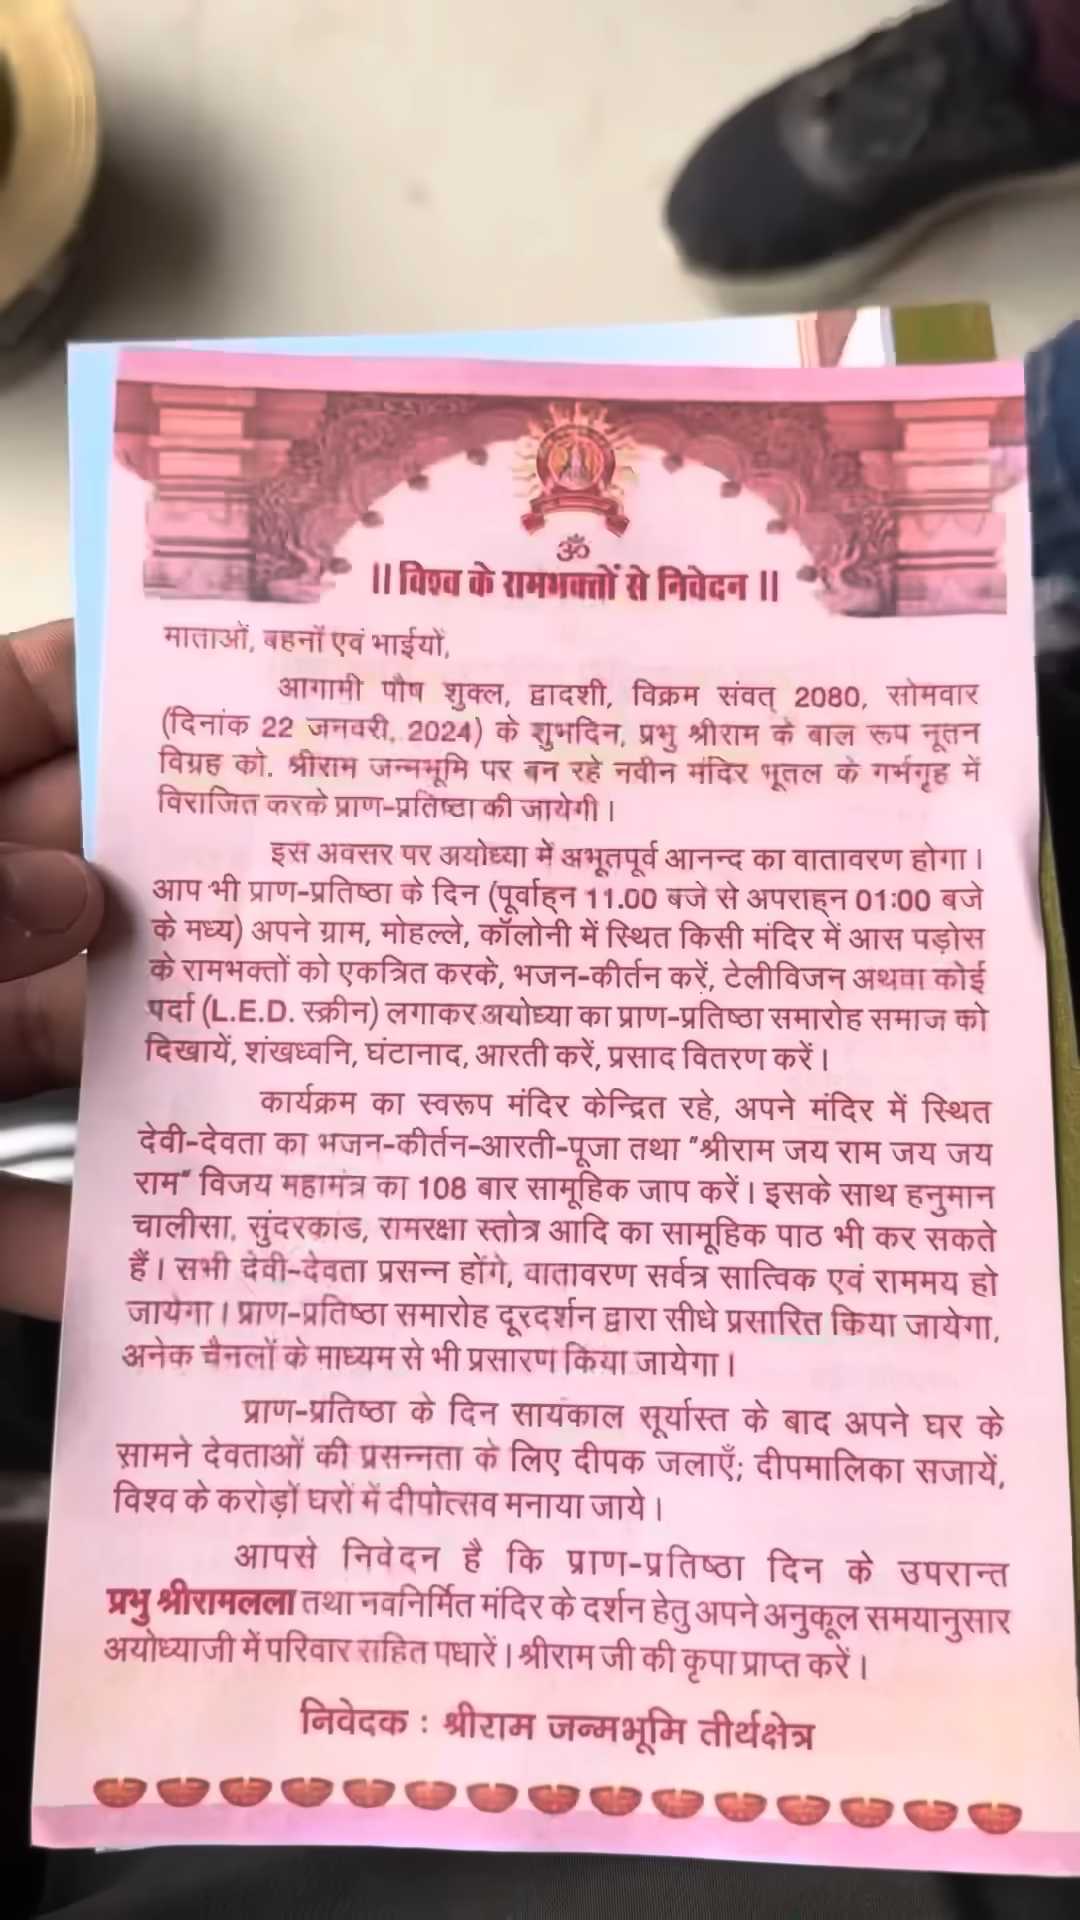 ॐ
|| विश्व के रामभक्तों से निवेदन ||
माताओं, बहनों एवं भाईयों,
आगामी पौष शुक्ल, द्वादशी, विक्रम संवत् 2080, सोमवार
(दिनांक 22 जनवरी, 2024) के शुभदिन, प्रभु श्रीराम के बाल रूप नूतन
विग्रह को, श्रीराम जन्मभूमि पर बन रहे नवीन मंदिर भूतल के गर्भगृह में
विराजित करके प्राण-प्रतिष्ठा की जायेगी।
इस अवसर पर अयोध्या में अभूतपूर्व आनन्द का वातावरण होगा।
आप भी प्राण-प्रतिष्ठा के दिन (पूर्वाह्न 11.00 बजे से अपराह्न 01:00 बजे
के मध्य) अपने ग्राम, मोहल्ले, कॉलोनी में स्थित किसी मंदिर में आस पड़ोस
के रामभक्तों को एकत्रित करके, भजन-कीर्तन करें, टेलीविजन अथवा कोई
पर्दा (L.E.D. स्क्रीन) लगाकर अयोध्या का प्राण-प्रतिष्ठा समारोह समाज को
दिखायें, शंखध्वनि, घंटानाद, आरती करें, प्रसाद वितरण करें।
कार्यक्रम का स्वरूप मंदिर केन्द्रित रहे, अपने मंदिर में स्थित
देवी-देवता का भजन-कीर्तन-आरती-पूजा तथा "श्रीराम जय राम जय जय
राम" विजय महामंत्र का 108 बार सामूहिक जाप करें। इसके साथ हनुमान
चालीसा, सुंदरकांड, रामरक्षा स्तोत्र आदि का सामूहिक पाठ भी कर सकते
हैं। सभी देवी-देवता प्रसन्न होंगे, वातावरण सर्वत्र सात्विक एवं राममय हो
जायेगा। प्राण-प्रतिष्ठा समारोह दूरदर्शन द्वारा सीधे प्रसारित किया जायेगा,
अनेक चैनलों के माध्यम से भी प्रसारण किया जायेगा।
प्राण-प्रतिष्ठा के दिन सायंकाल सूर्यास्त के बाद अपने घर के
सामने देवताओं की प्रसन्नता के लिए दीपक जलाएँ; दीपमालिका सजायें,
विश्व के करोड़ों घरों में दीपोत्सव मनाया जाये।
आपसे निवेदन है कि प्राण-प्रतिष्ठा दिन के उपरान्त
प्रभु श्रीरामलला तथा नवनिर्मित मंदिर के दर्शन हेतु अपने अनुकूल समयानुसार
अयोध्याजी में परिवार सहित पधारें। श्रीराम जी की कृपा प्राप्त करें।
निवेदक : श्रीराम जन्मभूमि तीर्थक्षेत्र